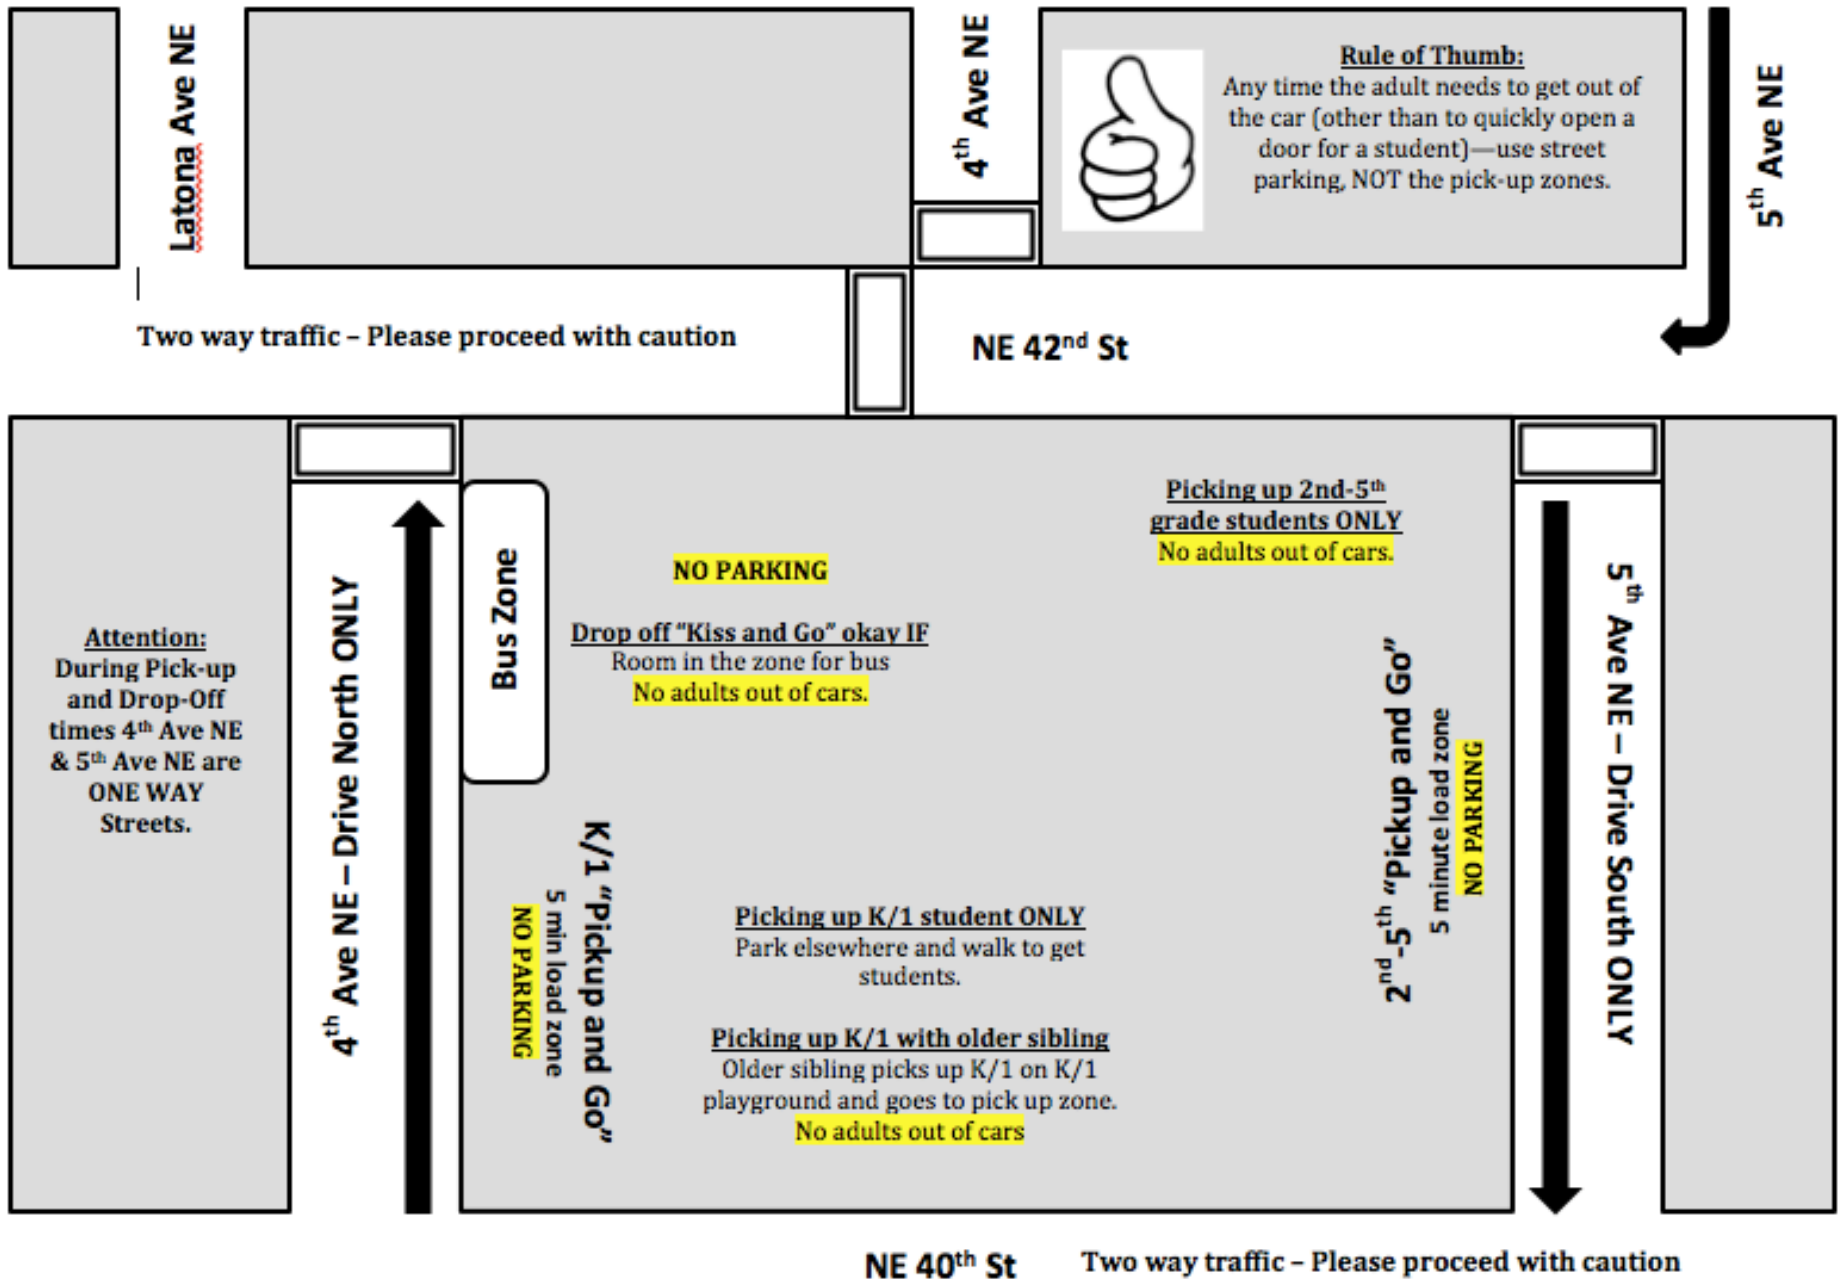 Latona Ave NE
4th Ave NE
Rule of Thumb:
Any time the adult needs to get out of
the car (other than to quickly open a
door for a student)—use street
parking, NOT the pick-up zones.
5th Ave NE
Two way traffic – Please proceed with caution
NE 42nd St
Attention:
During Pick-up
and Drop-Off
times 4th Ave NE
& 5th Ave NE are
ONE WAY
Streets.
4th Ave NE – Drive North ONLY
Bus Zone
NO PARKING
Drop off “Kiss and Go” okay IF
Room in the zone for bus
No adults out of cars.
Picking up 2nd-5th
grade students ONLY
No adults out of cars.
K/1 “Pickup and Go”
5 min load zone
NO PARKING
Picking up K/1 student ONLY
Park elsewhere and walk to get
students.
Picking up K/1 with older sibling
Older sibling picks up K/1 on K/1
playground and goes to pick up zone.
No adults out of cars
2nd-5th “Pickup and Go”
5 minute load zone
NO PARKING
5th Ave NE – Drive South ONLY
NE 40th St
Two way traffic – Please proceed with caution